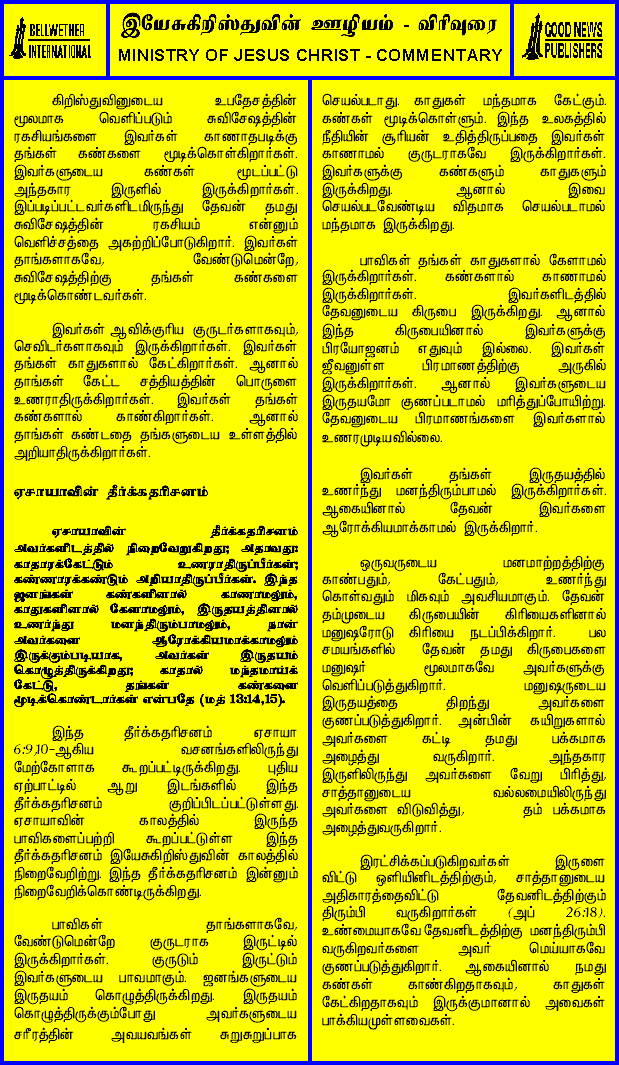 BELLWETHER
INTERNATIONAL
இயேசுகிறிஸ்துவின் ஊழியம் - விரிவுரை
MINISTRY OF JESUS CHRIST - COMMENTARY
GOOD NEWS
PUBLISHERS
கிறிஸ்துவினுடைய உபதேசத்தின்
மூலமாக வெளிப்படும் சுவிசேஷத்தின்
ரகசியங்களை இவர்கள் காணாதபடிக்கு
தங்கள் கண்களை மூடிக்கொள்கிறார்கள்.
இவர்களுடைய கண்கள் மூடப்பட்டு
அந்தகார இருளில் இருக்கிறார்கள்.
இப்படிப்பட்டவர்களிடமிருந்து தேவன் தமது
சுவிசேஷத்தின் ரகசியம் என்னும்
வெளிச்சத்தை அகற்றிப்போடுகிறார். இவர்கள்
தாங்களாகவே, வேண்டுமென்றே,
சுவிசேஷத்திற்கு தங்கள் கண்களை
மூடிக்கொண்டவர்கள்.
இவர்கள் ஆவிக்குரிய குருடர்களாகவும்,
செவிடர்களாகவும் இருக்கிறார்கள். இவர்கள்
தங்கள் காதுகளால் கேட்கிறார்கள். ஆனால்
தாங்கள் கேட்ட சத்தியத்தின் பொருளை
உணராதிருக்கிறார்கள். இவர்கள் தங்கள்
கண்களால் காண்கிறார்கள். ஆனால்
தாங்கள் கண்டதை தங்களுடைய உள்ளத்தில்
அறியாதிருக்கிறார்கள்.
ஏசாயாவின் தீர்க்கதரிசனம்
ஏசாயாவின் தீர்க்கதரிசனம்
அவர்களிடத்தில் நிறைவேறுகிறது; அதாவது:
காதாரக்கேட்டும் உணராதிருப்பீர்கள்;
கண்ணாரக்கண்டும் அறியாதிருப்பீர்கள். இந்த
ஜனங்கள் கண்களினால் காணாமலும்,
காதுகளினால் கேளாமலும், இருதயத்தினால்
உணர்ந்து மனந்திரும்பாமலும், நான்
அவர்களை ஆரோக்கியமாக்காமலும்
இருக்கும்படியாக, அவர்கள் இருதயம்
கொழுத்திருக்கிறது; காதால் மந்தமாய்க்
கேட்டு, தங்கள் கண்களை
மூடிக்கொண்டார்கள் என்பதே (மத் 13:14,15).
இந்த தீர்க்கதரிசனம் ஏசாயா
6:9,10-ஆகிய வசனங்களிலிருந்து
மேற்கோளாக கூறப்பட்டிருக்கிறது. புதிய
ஏற்பாட்டில் ஆறு இடங்களில் இந்த
தீர்க்கதரிசனம் குறிப்பிடப்பட்டுள்ளது.
ஏசாயாவின் காலத்தில் இருந்த
பாவிகளைப்பற்றி கூறப்பட்டுள்ள இந்த
தீர்க்கதரிசனம் இயேசுகிறிஸ்துவின் காலத்தில்
நிறைவேறிற்று. இந்த தீர்க்கதரிசனம் இன்னும்
நிறைவேறிக்கொண்டிருக்கிறது.
பாவிகள் தாங்களாகவே,
வேண்டுமென்றே குருடராக இருட்டில்
இருக்கிறார்கள். குருடும் இருட்டும்
இவர்களுடைய பாவமாகும். ஜனங்களுடைய
இருதயம் கொழுத்திருக்கிறது. இருதயம்
கொழுத்திருக்கும்போது அவர்களுடைய
சரீரத்தின் அவயவங்கள் சுறுசுறுப்பாக
செயல்படாது. காதுகள் மந்தமாக கேட்கும்.
கண்கள் மூடிக்கொள்ளும். இந்த உலகத்தில்
நீதியின் சூரியன் உதித்திருப்பதை இவர்கள்
காணாமல் குருடராகவே இருக்கிறார்கள்.
இவர்களுக்கு கண்களும் காதுகளும்
இருக்கிறது. ஆனால் இவை
செயல்படவேண்டிய விதமாக செயல்படாமல்
மந்தமாக இருக்கிறது.
பாவிகள் தங்கள் காதுகளால் கேளாமல்
இருக்கிறார்கள். கண்களால் காணாமல்
இருக்கிறார்கள். இவர்களிடத்தில்
தேவனுடைய கிருபை இருக்கிறது. ஆனால்
இந்த கிருபையினால் இவர்களுக்கு
பிரயோஜனம் எதுவும் இல்லை. இவர்கள்
ஜீவனுள்ள பிரமாணத்திற்கு அருகில்
இருக்கிறார்கள். ஆனால் இவர்களுடைய
இருதயமோ குணப்படாமல் மரித்துப்போயிற்று.
தேவனுடைய பிரமாணங்களை இவர்களால்
உணரமுடியவில்லை.
இவர்கள் தங்கள் இருதயத்தில்
உணர்ந்து மனந்திரும்பாமல் இருக்கிறார்கள்.
ஆகையினால் தேவன் இவர்களை
ஆரோக்கியமாக்காமல் இருக்கிறார்.
ஒருவருடைய மனமாற்றத்திற்கு
காண்பதும், கேட்பதும், உணர்ந்து
கொள்வதும் மிகவும் அவசியமாகும். தேவன்
தம்முடைய கிருபையின் கிரியைகளினால்
மனுஷரோடு கிரியை நடப்பிக்கிறார். பல
சமயங்களில் தேவன் தமது கிருபைகளை
மனுஷர் மூலமாகவே அவர்களுக்கு
வெளிப்படுத்துகிறார். மனுஷருடைய
இருதயத்தை திறந்து அவர்களை
குணப்படுத்துகிறார். அன்பின் கயிறுகளால்
அவர்களை கட்டி தமது பக்கமாக
அழைத்து வருகிறார். அந்தகார
இருளிலிருந்து அவர்களை வேறு பிரித்து,
சாத்தானுடைய வல்லமையிலிருந்து
அவர்களை விடுவித்து, தம் பக்கமாக
அழைத்துவருகிறார்.
இரட்சிக்கப்படுகிறவர்கள் இருளை
விட்டு ஒளியினிடத்திற்கும், சாத்தானுடைய
அதிகாரத்தைவிட்டு தேவனிடத்திற்கும்
திரும்பி வருகிறார்கள் (அப் 26:18).
உண்மையாகவே தேவனிடத்திற்கு மனந்திரும்பி
வருகிறவர்களை அவர் மெய்யாகவே
குணப்படுத்துகிறார். ஆகையினால் நமது
கண்கள் காண்கிறதாகவும், காதுகள்
கேட்கிறதாகவும் இருக்குமானால் அவைகள்
பாக்கியமுள்ளவைகள்.